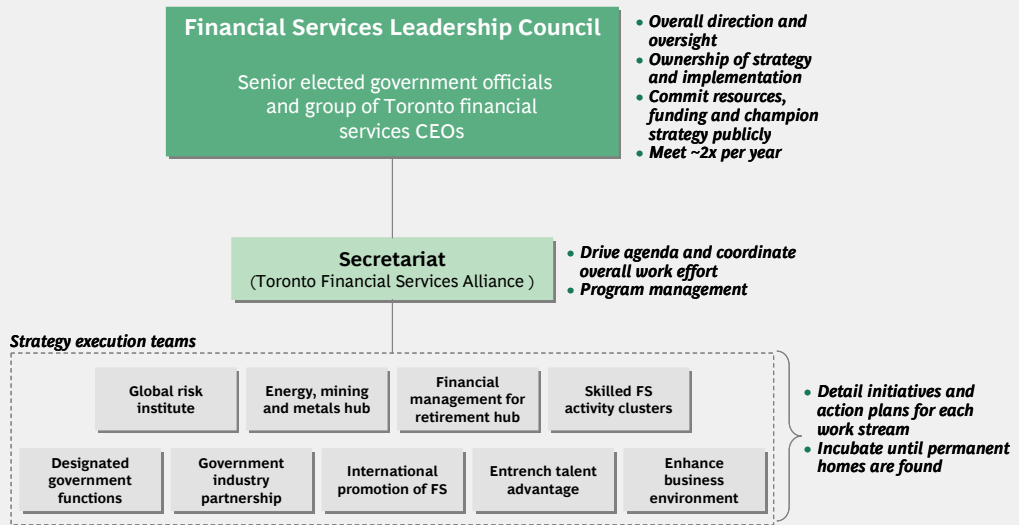 Financial Services Leadership Council
Senior elected government officials
and group of Toronto financial
services CEOs
• Overall direction and
oversight
• Ownership of strategy
and implementation
• Commit resources,
funding and champion
strategy publicly
• Meet ~2x per year
Secretariat
(Toronto Financial Services Alliance )
• Drive agenda and coordinate
overall work effort
• Program management
Strategy execution teams
Global risk
institute
Energy, mining
and metals hub
Financial
management for
retirement hub
Skilled FS
activity clusters
Designated
government
functions
Government
industry
partnership
International
promotion of FS
Entrench talent
advantage
Enhance
business
environment
• Detail initiatives and
action plans for each
work stream
• Incubate until permanent
homes are found